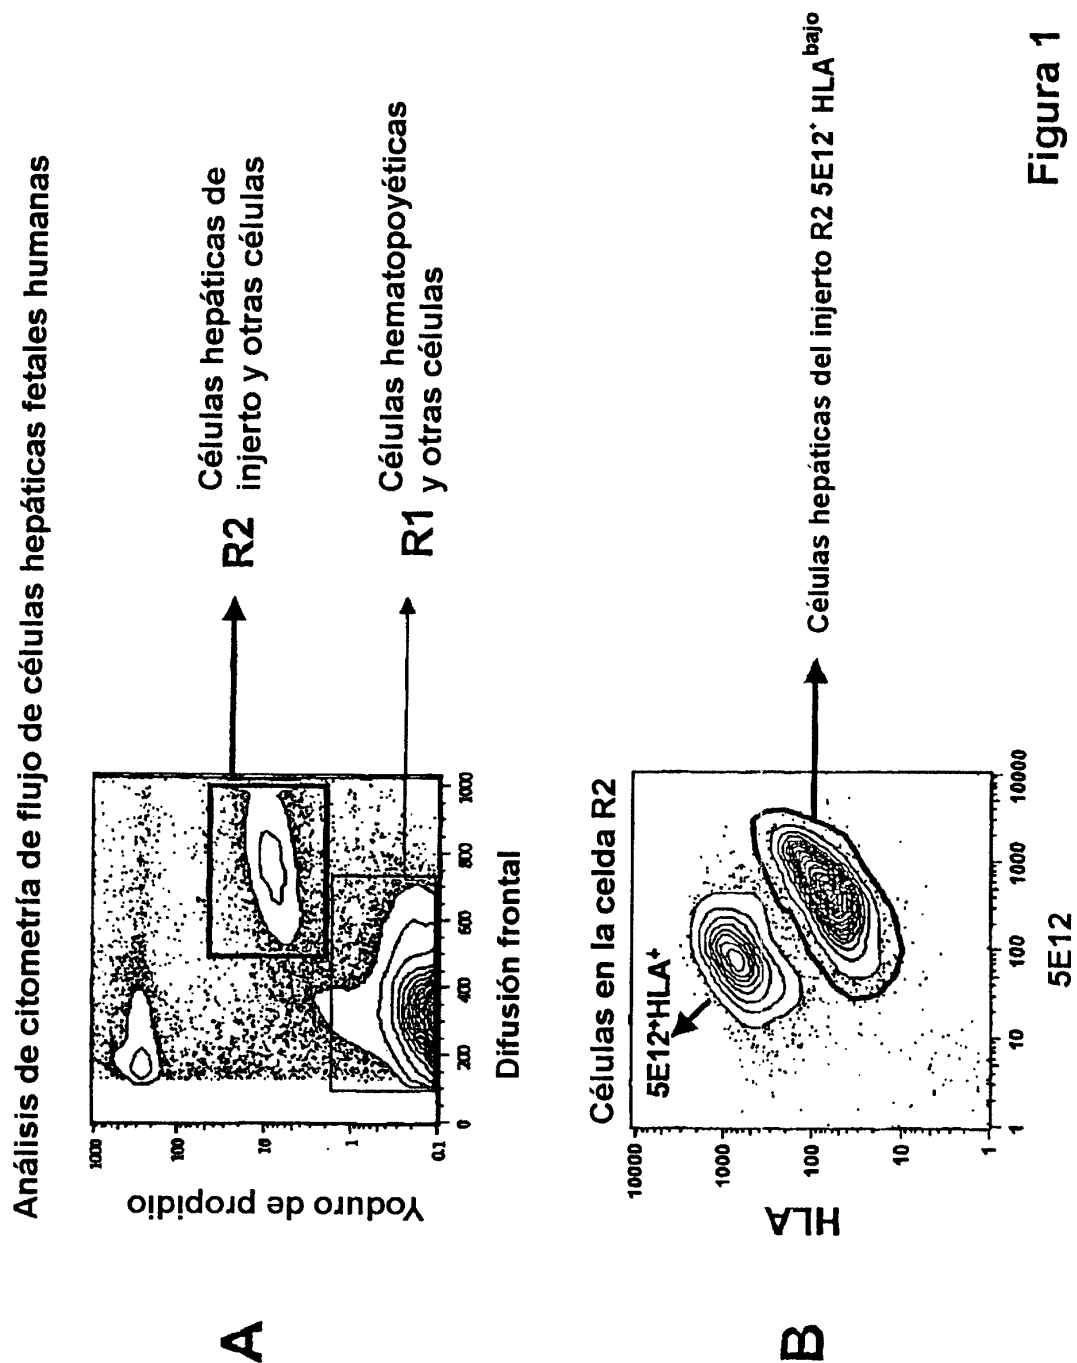 Análisis de citometría de flujo de células hepáticas fetales humanas
A
Yoduro de propidio
1000
100
10
1
0.1
0
200
400
600
800
1000
Difusión frontal
R2
Células hepáticas de
injerto y otras células
R1
Células hematopoyéticas
y otras células
B
Células en la celda R2
5E12⁺HLA⁺
HLA
10000
1000
100
10
1
1
10
100
1000
10000
5E12
Células hepáticas del injerto R2 5E12⁺ HLAᵇᵃʲᵒ
Figura 1